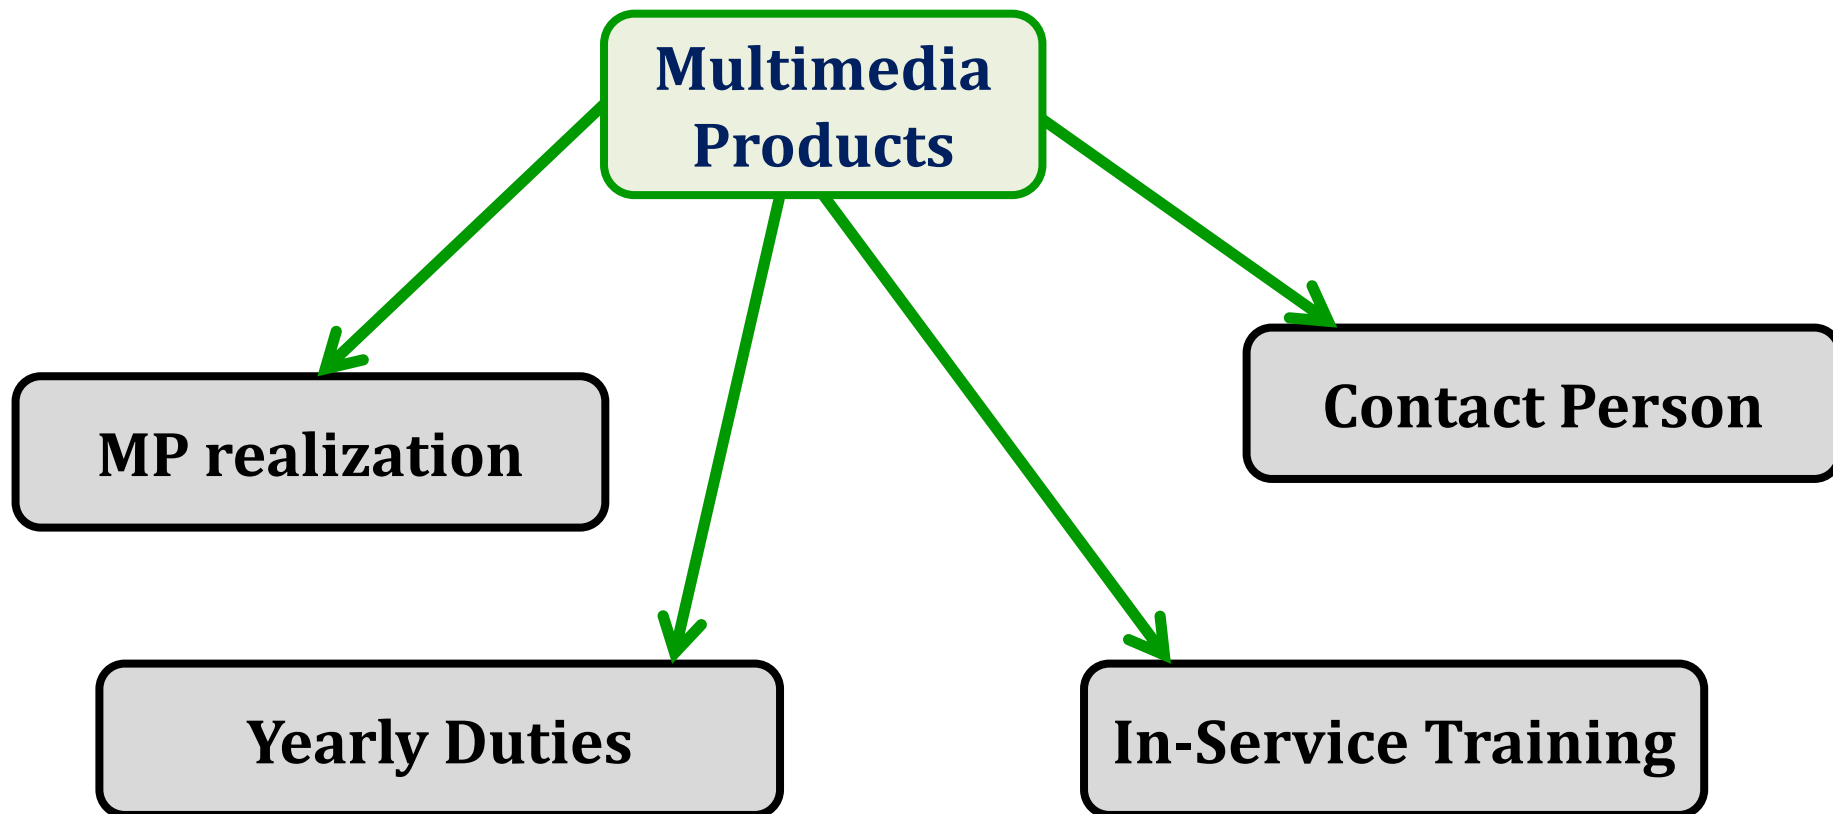 Multimedia
Products
Contact Person
MP realization
Yearly Duties
In-Service Training